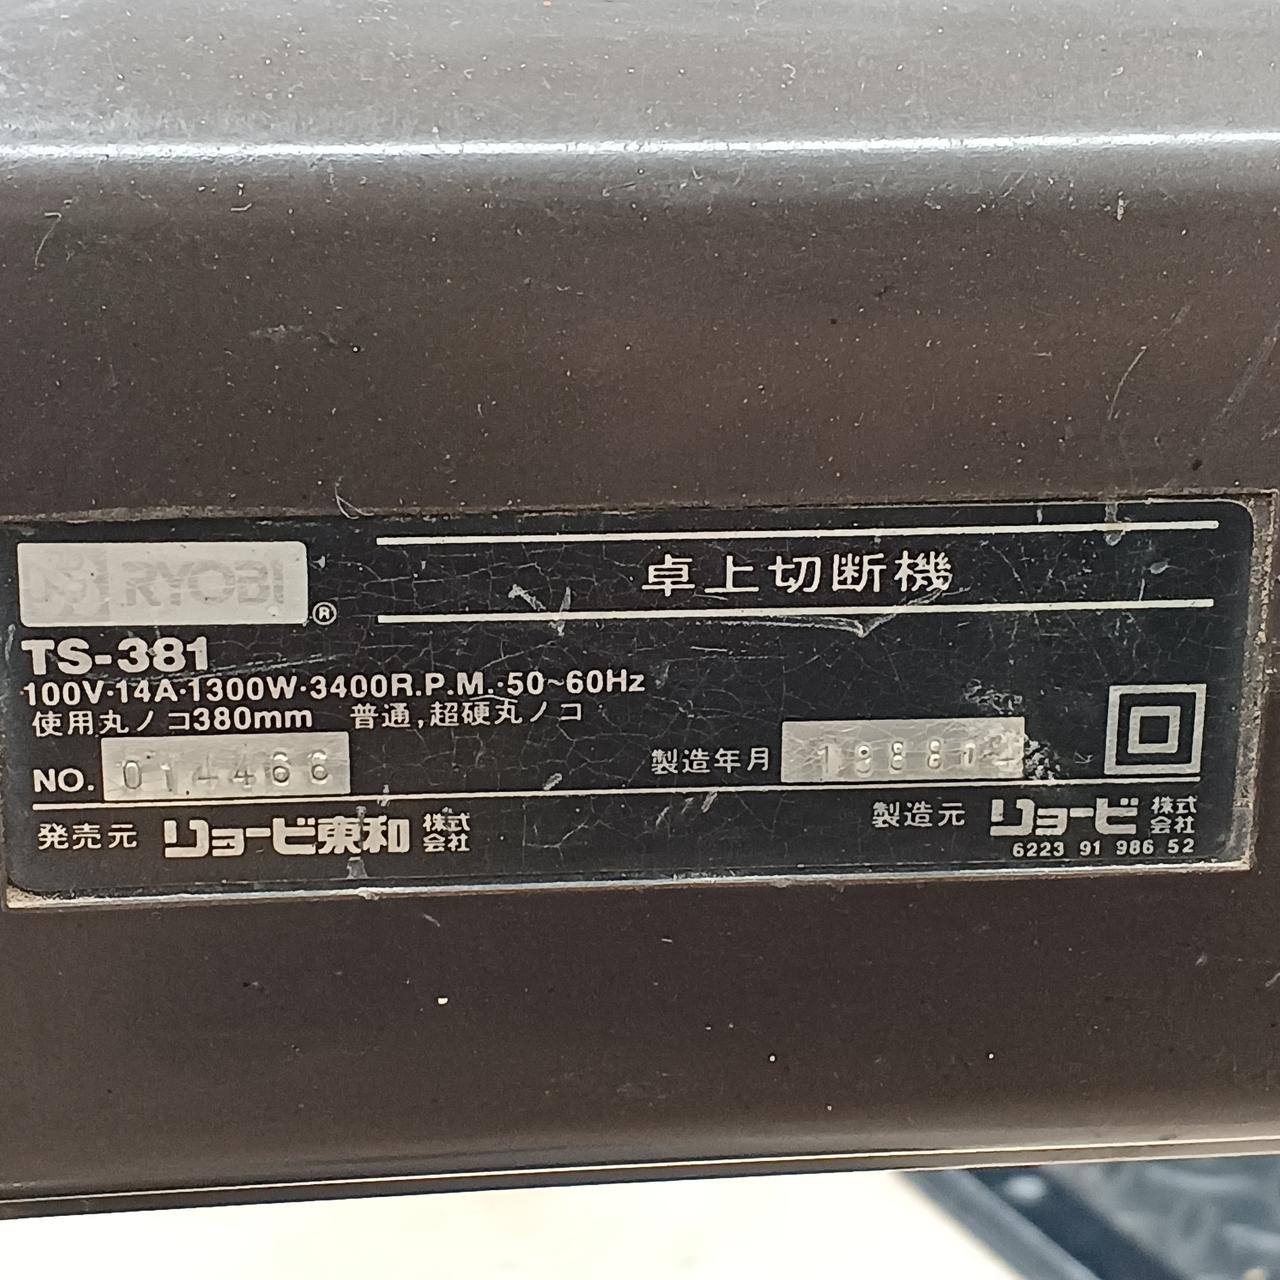 RYOBI ®
卓上切断機
TS-381
100V·14A·1300W·3400R.P.M.·50~60Hz
使用丸ノコ380mm 普通,超硬丸ノコ
NO. 014466
製造年月 198804
発売元 リョービ東和株式会社
製造元 リョービ株式会社
6223 91 986 52